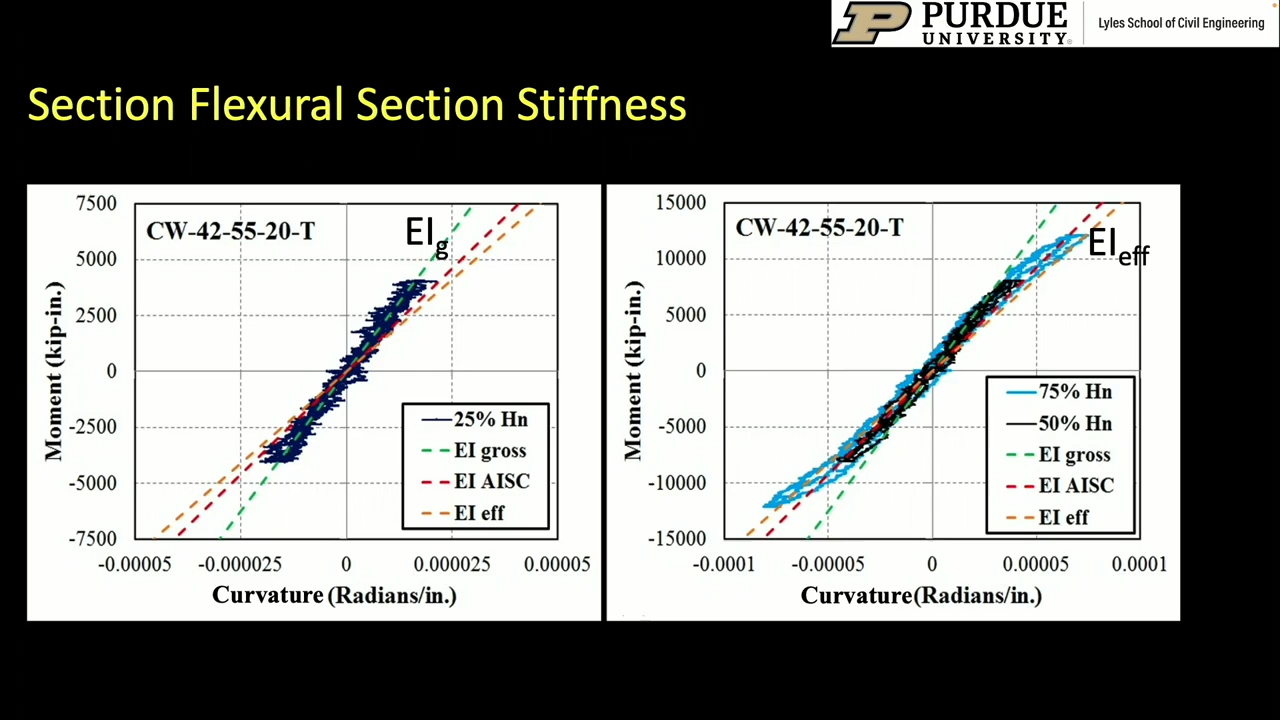 PURDUE
UNIVERSITY®
Lyles School of Civil Engineering
Section Flexural Section Stiffness
CW-42-55-20-T
EIg
7500
5000
2500
0
-2500
-5000
-7500
Moment (kip-in.)
25% Hn
EI gross
EI AISC
EI eff
-0.00005
-0.000025
0
0.000025
0.00005
Curvature (Radians/in.)
CW-42-55-20-T
EIeff
15000
10000
5000
0
-5000
-10000
-15000
Moment (kip-in.)
75% Hn
50% Hn
EI gross
EI AISC
EI eff
-0.0001
-0.00005
0
0.00005
0.0001
Curvature(Radians/in.)